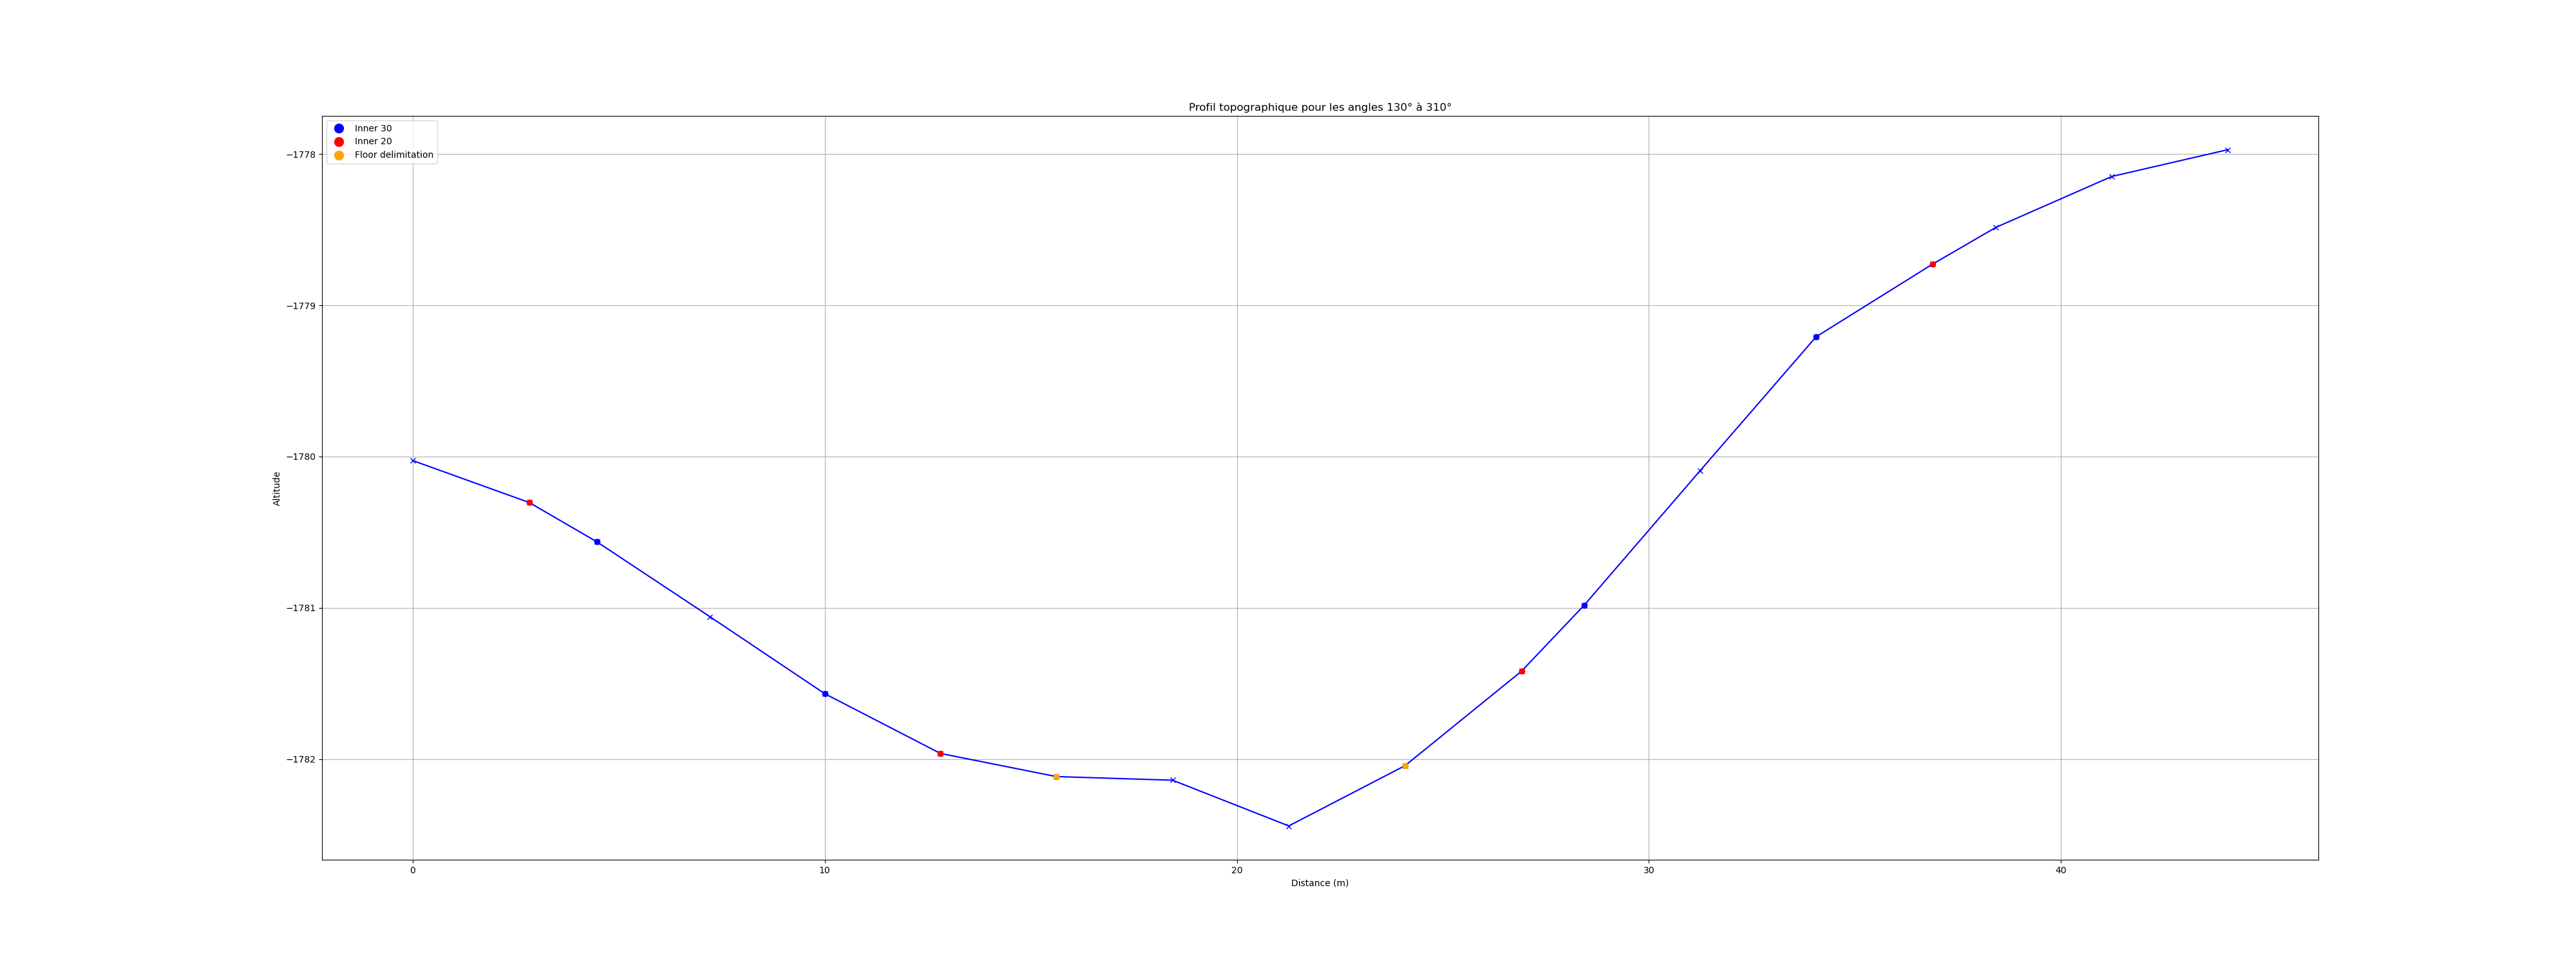 Profil topographique pour les angles 130° à 310°
Inner 30
Inner 20
Floor delimitation
−1778
−1779
−1780
−1781
−1782
Altitude
0 10 20 30 40
Distance (m)